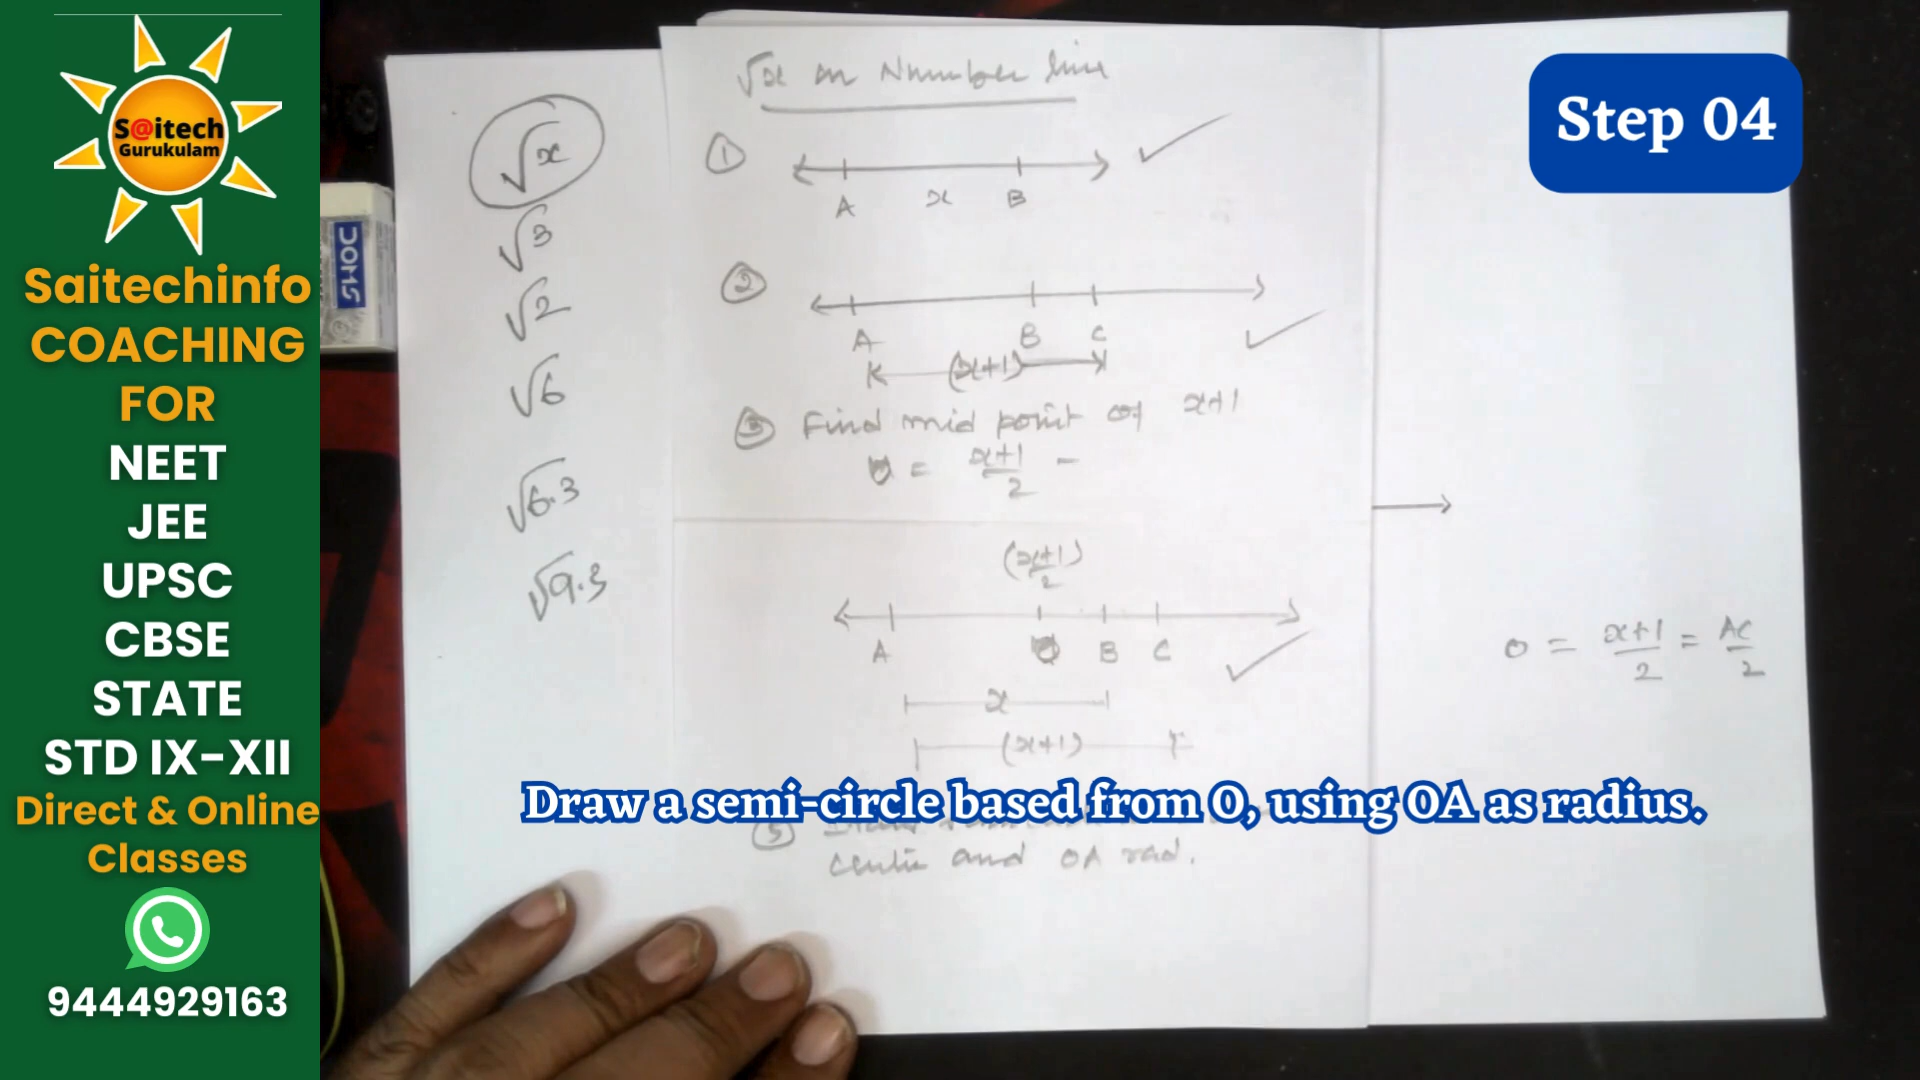 S@itech
Gurukulam
Saitechinfo
COACHING
FOR
NEET
JEE
UPSC
CBSE
STATE
STD IX-XII
Direct & Online
Classes
9444929163
DOMS
√x
√3
√2
√6
√6.3
√9.3
√x on Number line
①
A x B
②
A B C
(x+1)
③ Find mid point of x+1
= x+1/2 -
(x+1/2)
A B C
x
(x+1)
⑤
centre and OA rad.
Step 04
O = x+1/2 = AC/2
Draw a semi-circle based from O, using OA as radius.